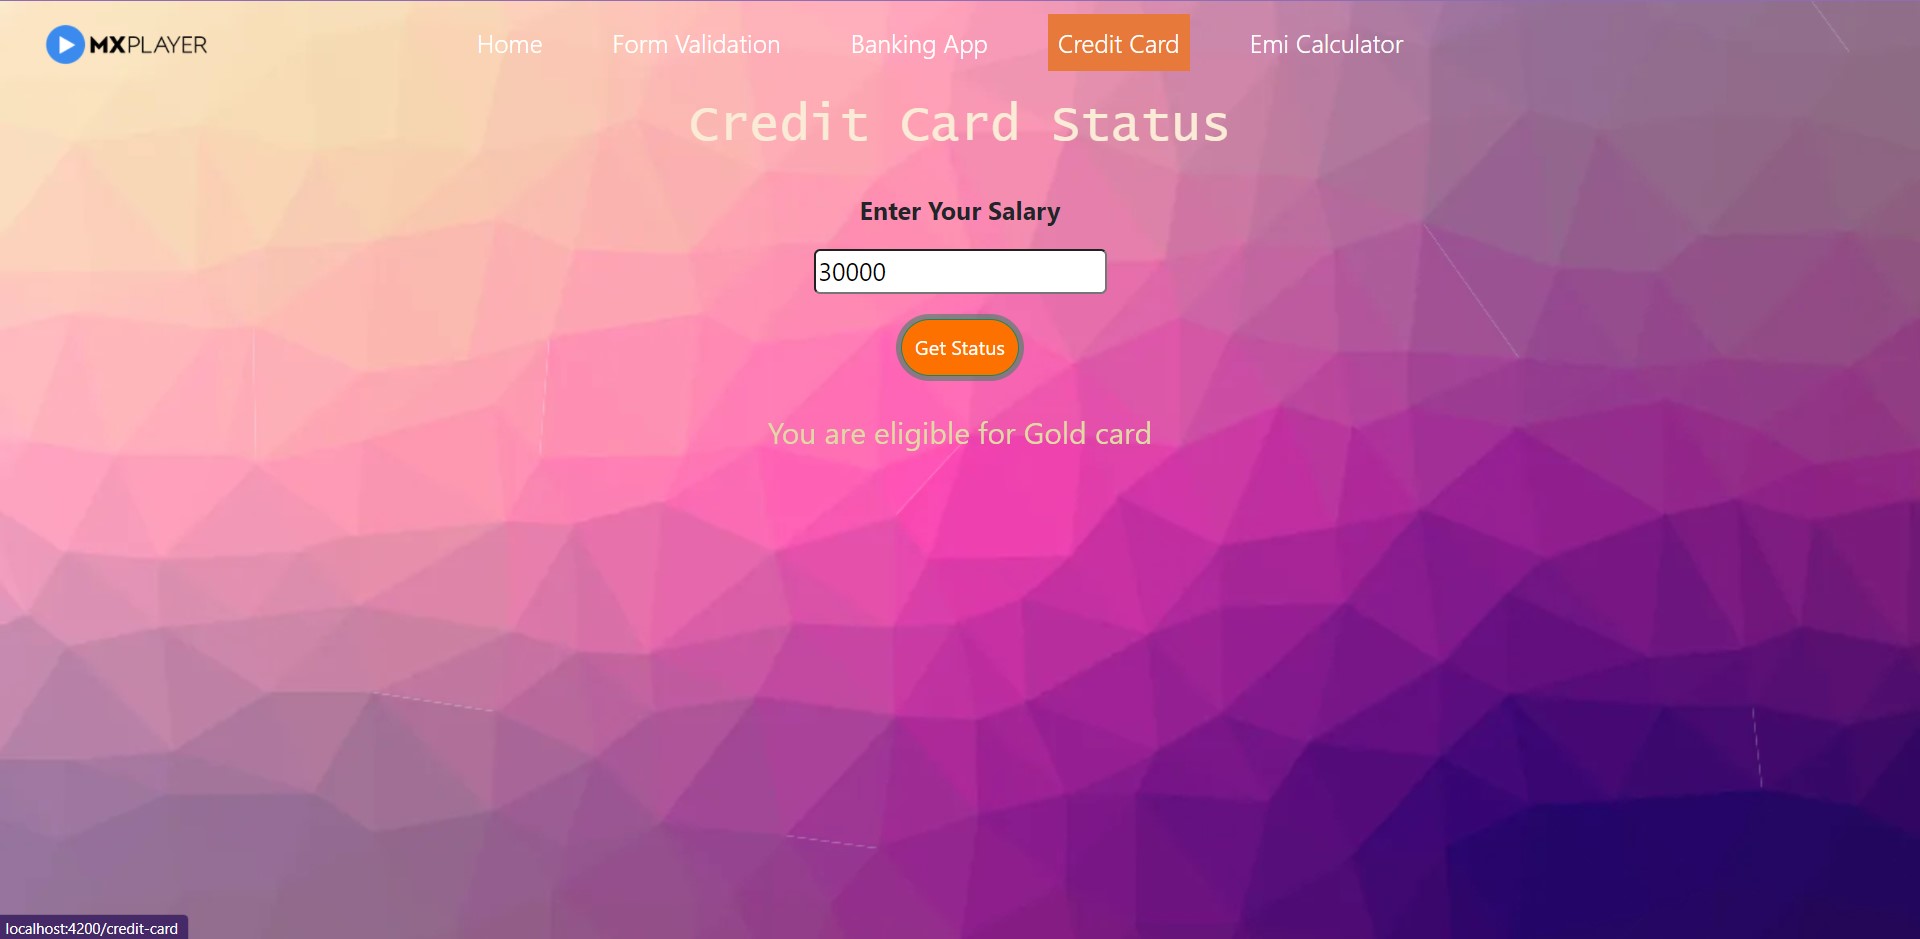 MXPLAYER
Home Form Validation Banking App Credit Card Emi Calculator
Credit Card Status
Enter Your Salary
30000
Get Status
You are eligible for Gold card
localhost:4200/credit-card